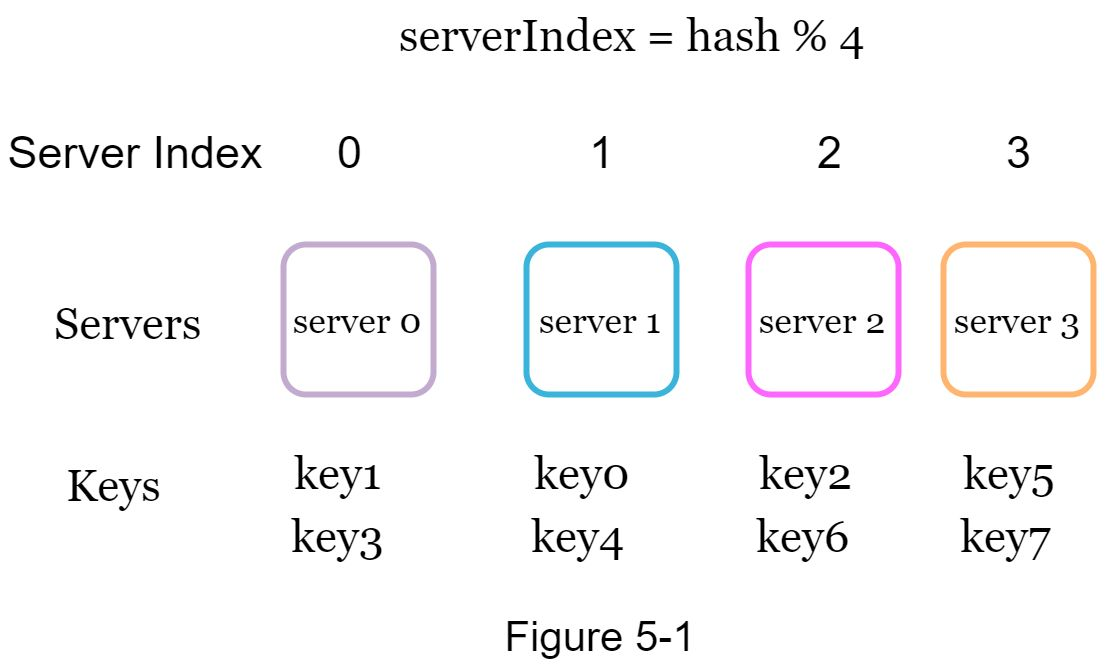 serverIndex = hash % 4
Server Index 0 1 2 3
Servers server 0 server 1 server 2 server 3
Keys key1 key0 key2 key5
key3 key4 key6 key7
Figure 5-1